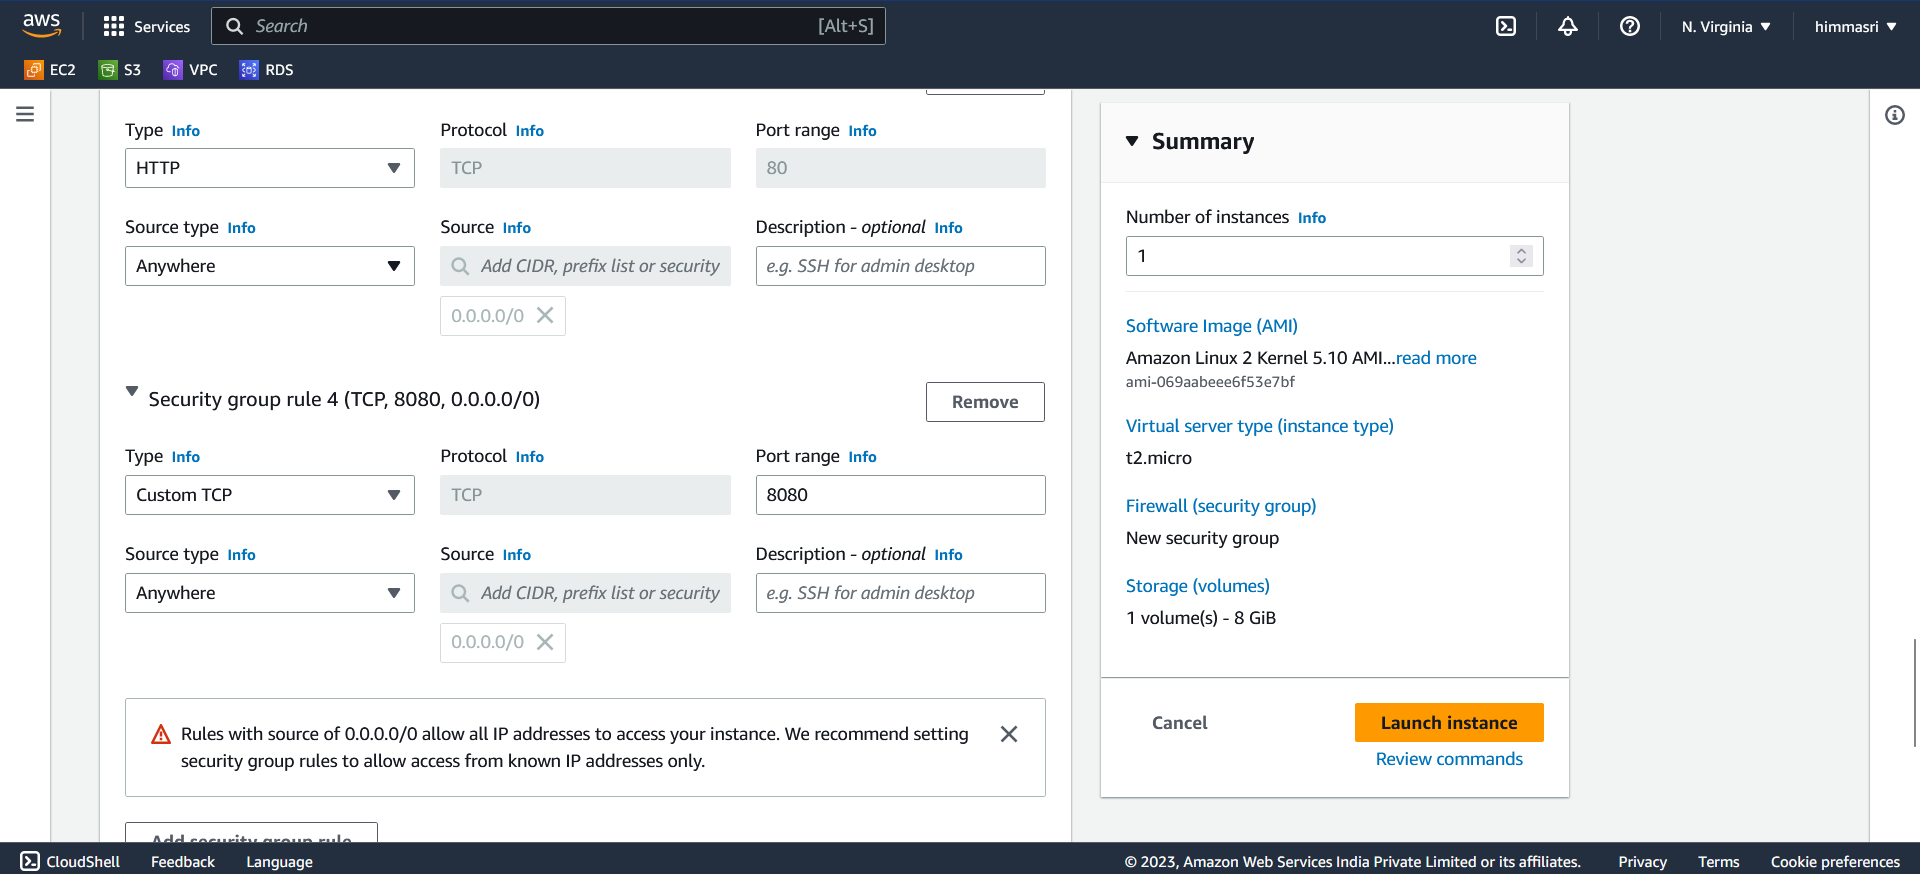 aws
Services
Search
[Alt+S]
N. Virginia
himmasri
EC2
S3
VPC
RDS
Type Info
Protocol Info
Port range Info
HTTP
TCP
80
Source type Info
Source Info
Description - optional Info
Anywhere
Add CIDR, prefix list or security
e.g. SSH for admin desktop
0.0.0.0/0
Security group rule 4 (TCP, 8080, 0.0.0.0/0)
Remove
Type Info
Protocol Info
Port range Info
Custom TCP
TCP
8080
Source type Info
Source Info
Description - optional Info
Anywhere
Add CIDR, prefix list or security
e.g. SSH for admin desktop
0.0.0.0/0
Rules with source of 0.0.0.0/0 allow all IP addresses to access your instance. We recommend setting
security group rules to allow access from known IP addresses only.
Add security group rule
Summary
Number of instances Info
1
Software Image (AMI)
Amazon Linux 2 Kernel 5.10 AMI...read more
ami-069aabeee6f53e7bf
Virtual server type (instance type)
t2.micro
Firewall (security group)
New security group
Storage (volumes)
1 volume(s) - 8 GiB
Cancel
Launch instance
Review commands
CloudShell
Feedback
Language
© 2023, Amazon Web Services India Private Limited or its affiliates.
Privacy
Terms
Cookie preferences